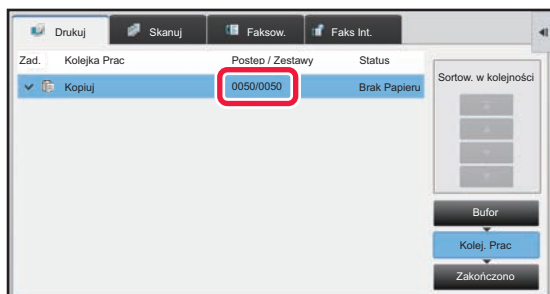 Drukuj Skanuj Faksow. Faks Int.
Zad. Kolejka Prac Postęp / Zestawy Status
Kopiuj 0050/0050 Brak Papieru
Sortow. w kolejności
Bufor
Kolej. Prac
Zakończono